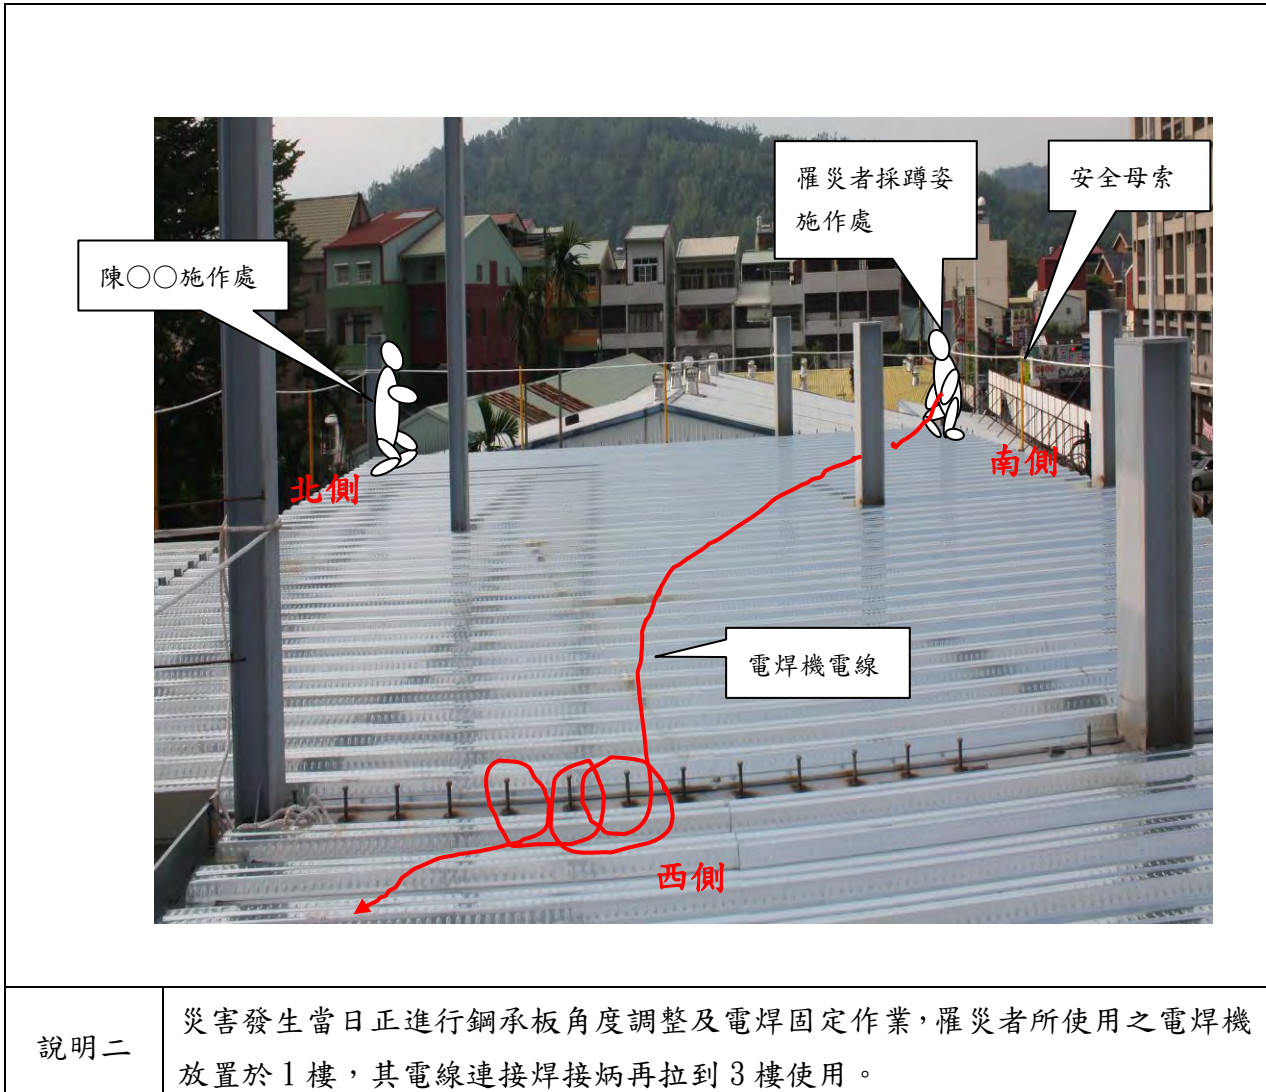 罹災者採蹲姿
施作處
安全母索
陳○○施作處
北側
南側
電焊機電線
西側
說明二
災害發生當日正進行鋼承板角度調整及電焊固定作業，罹災者所使用之電焊機
放置於 1 樓，其電線連接焊接炳再拉到 3 樓使用。